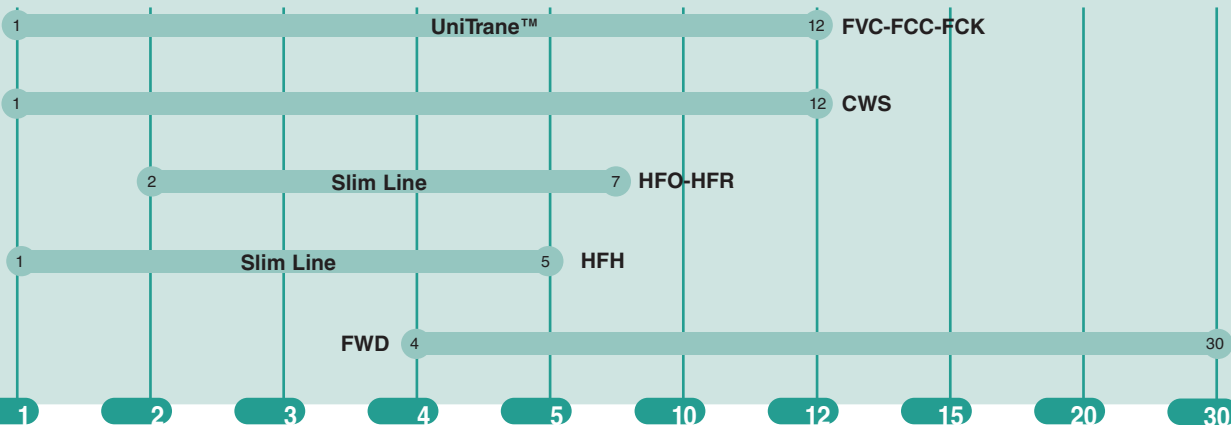 1 UniTrane™ 12 FVC-FCC-FCK
1 12 CWS
2 Slim Line 7 HFO-HFR
1 Slim Line 5 HFH
FWD 4 30
1 2 3 4 5 10 12 15 20 30